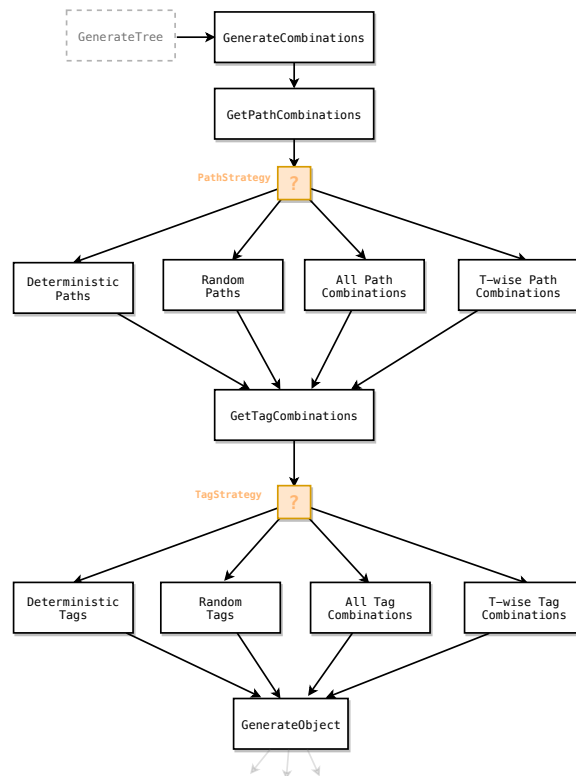 GenerateTree
GenerateCombinations
GetPathCombinations
PathStrategy
?
Deterministic
Paths
Random
Paths
All Path
Combinations
T-wise Path
Combinations
GetTagCombinations
TagStrategy
?
Deterministic
Tags
Random
Tags
All Tag
Combinations
T-wise Tag
Combinations
GenerateObject